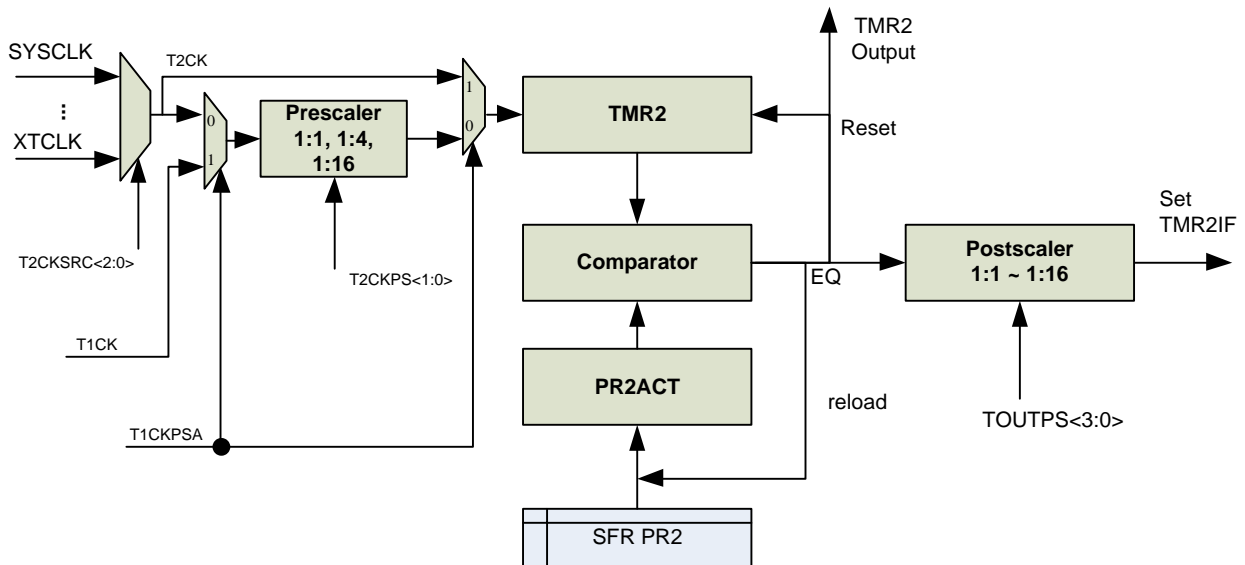 TMR2
Output
SYSCLK
T2CK
⋮
XTCLK
0
1
Prescaler
1:1, 1:4,
1:16
1
0
TMR2
Reset
Set
TMR2IF
T2CKSRC<2:0>
T2CKPS<1:0>
Comparator
EQ
Postscaler
1:1 ~ 1:16
T1CK
PR2ACT
reload
TOUTPS<3:0>
T1CKPSA
SFR PR2